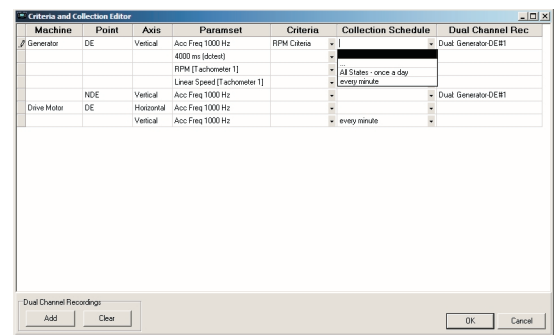 Criteria and Collection Editor
Machine Point Axis Paramset Criteria Collection Schedule Dual Channel Rec
Generator DE Vertical Acc Freq 1000 Hz RPM Criteria Dual: Generator-DE#1
4000 ms (dctest)
...
RPM [Tachometer 1] All States - once a day
Linear Speed [Tachometer 1] every minute
NDE Vertical Acc Freq 1000 Hz Dual: Generator-DE#1
Drive Motor DE Horizontal Acc Freq 1000 Hz
Vertical Acc Freq 1000 Hz every minute
Dual Channel Recordings
Add Clear OK Cancel